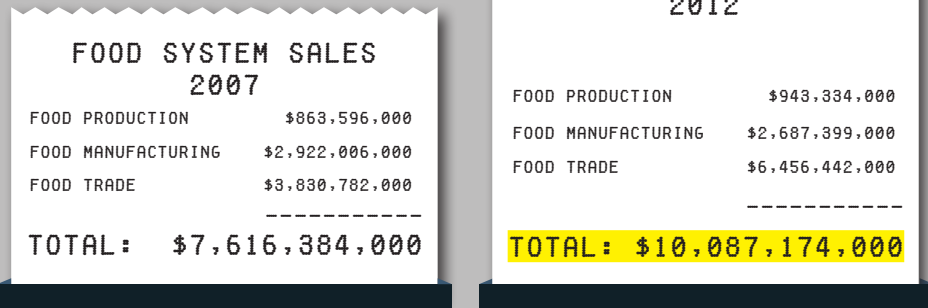 FOOD SYSTEM SALES
2007
FOOD PRODUCTION $863,596,000
FOOD MANUFACTURING $2,922,006,000
FOOD TRADE $3,830,782,000
-----------
TOTAL: $7,616,384,000
2012
FOOD PRODUCTION $943,334,000
FOOD MANUFACTURING $2,687,399,000
FOOD TRADE $6,456,442,000
-----------
TOTAL: $10,087,174,000